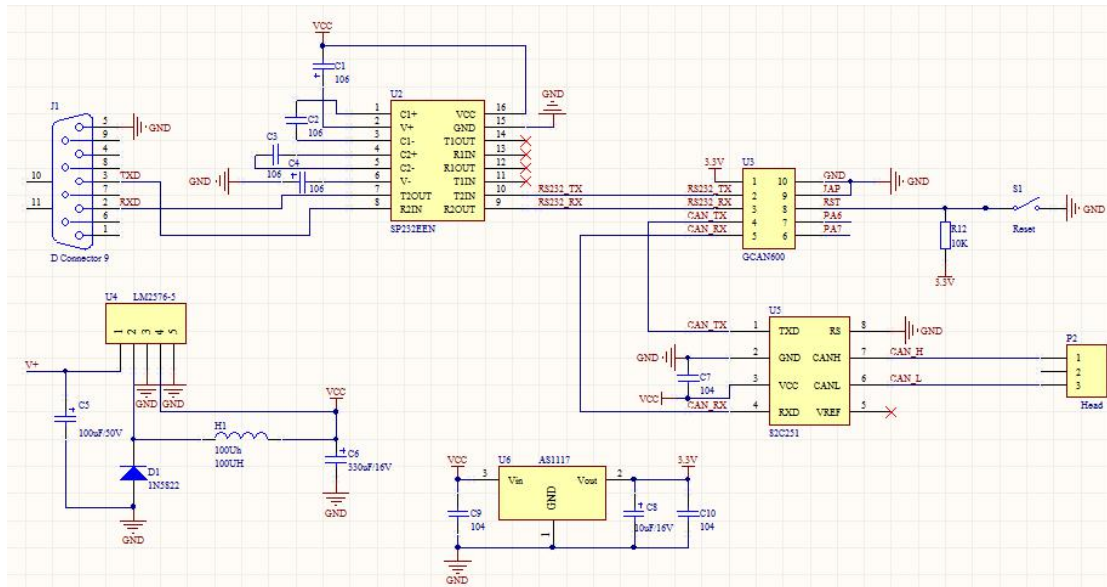 VCC
C1
106
C2
106
C3
106
C4
106
GND
U2
1 C1+ VCC 16
2 V+ GND 15
3 C1- T1OUT 14
4 C2+ R1IN 13
5 C2- R1OUT 12
6 V- T1IN 11
7 T2OUT T2IN 10
8 R2IN R2OUT 9
SP232EEN
GND
J1
5
9
4
8
3
7
2
6
1
10
11
GND
TXD
RXD
D Connector 9
RS232_TX
RS232_RX
3.3V
U3
RS232_TX 1 10 GND
RS232_RX 2 9 JAP
CAN_TX 3 8 RST
CAN_RX 4 7 PA6
5 6 PA7
GCAN600
GND
R12
10K
3.3V
S1
Reset
GND
U4 LM2576-5
1 2 3 4 5
V+
GND GND
C5
100uF/50V
D1
1N5822
GND
H1
100Uh
100UH
VCC
C6
330uF/16V
GND
U5
CAN_TX 1 TXD RS 8 GND
GND 2 GND CANH 7 CAN_H
C7
104
VCC 3 VCC CANL 6 CAN_L
CAN_RX 4 RXD VREF 5
82C251
P2
1
2
3
Head
VCC
U6 AS1117
3 Vin Vout 2
GND
1
3.3V
C9
104
C8
10uF/16V
C10
104
GND